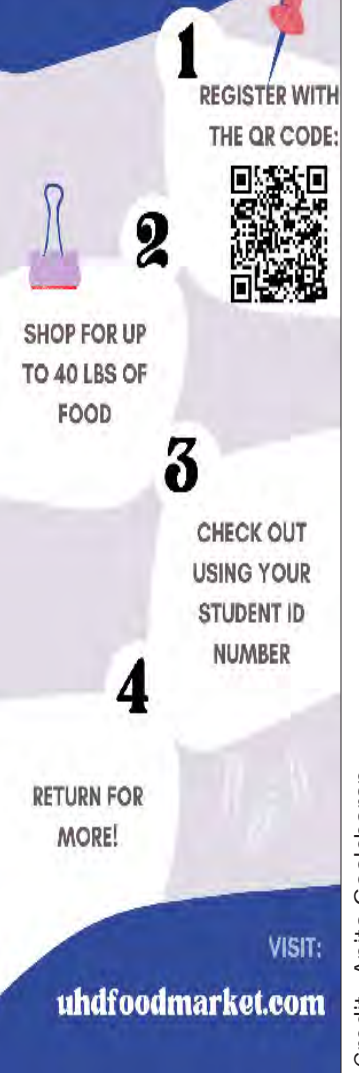 1
REGISTER WITH
THE QR CODE:
2
SHOP FOR UP
TO 40 LBS OF
FOOD
3
CHECK OUT
USING YOUR
STUDENT ID
NUMBER
4
RETURN FOR
MORE!
VISIT:
uhdfoodmarket.com